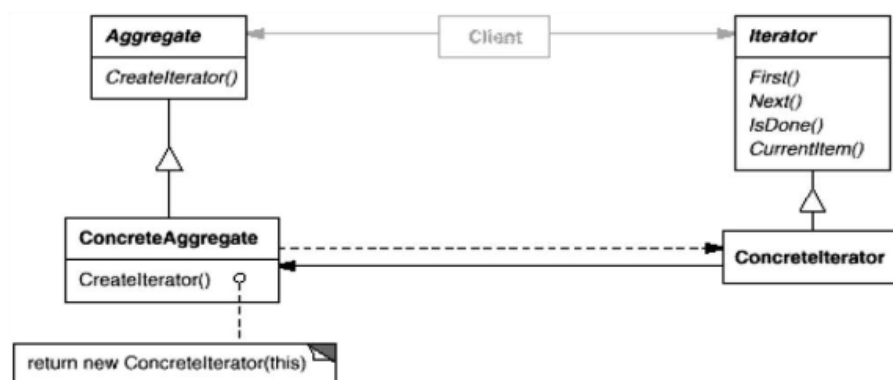 Aggregate
Client
Iterator
CreateIterator()
First()
Next()
IsDone()
CurrentItem()
ConcreteAggregate
ConcreteIterator
CreateIterator()
return new ConcreteIterator(this)